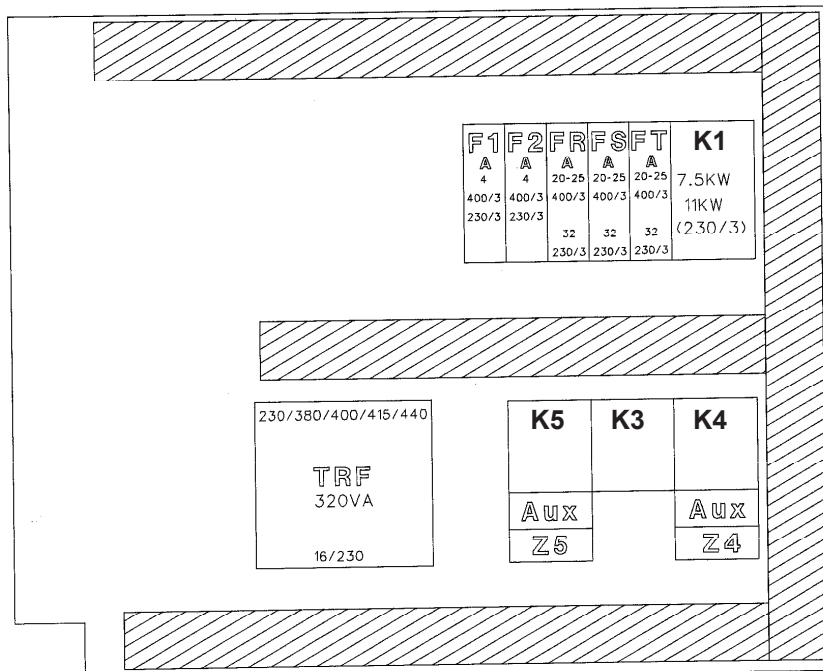 F1 F2 FR FS FT K1
A A A A A
4 4 20-25 20-25 20-25 7.5KW
400/3 400/3 400/3 400/3 400/3
230/3 230/3 11KW
32 32 32 (230/3)
230/3 230/3 230/3
230/380/400/415/440
TRF
320VA
16/230
K5 K3 K4
Aux Aux
Z5 Z4